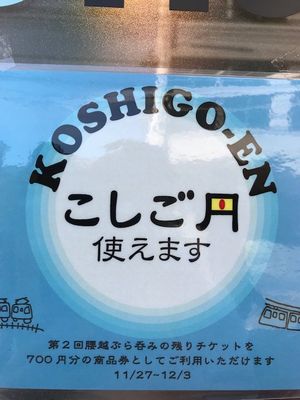 KOSHIGO-EN
こしご円
使えます
第2回腰越ぶら呑みの残りチケットを
700円分の商品券としてご利用いただけます
11/27~12/3